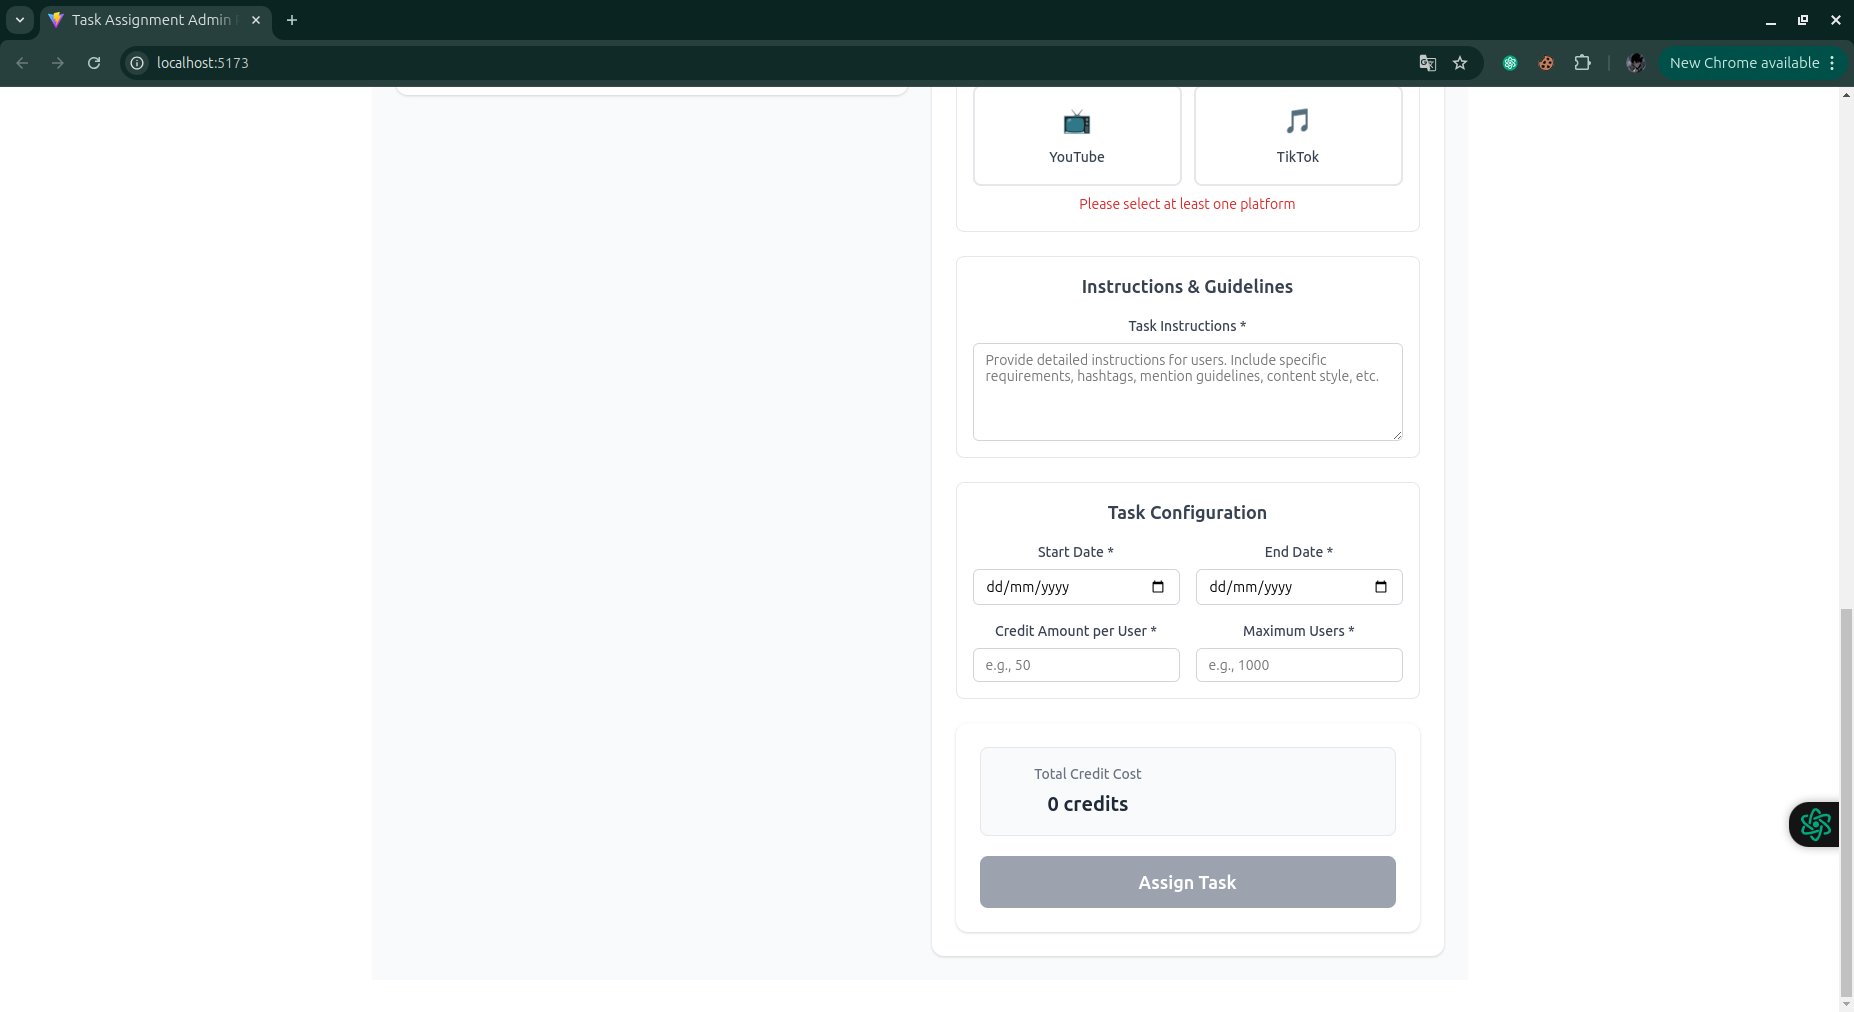 Task Assignment Admin
localhost:5173
New Chrome available
YouTube
TikTok
Please select at least one platform
Instructions & Guidelines
Task Instructions *
Provide detailed instructions for users. Include specific
requirements, hashtags, mention guidelines, content style, etc.
Task Configuration
Start Date *
End Date *
dd/mm/yyyy
dd/mm/yyyy
Credit Amount per User *
Maximum Users *
e.g., 50
e.g., 1000
Total Credit Cost
0 credits
Assign Task